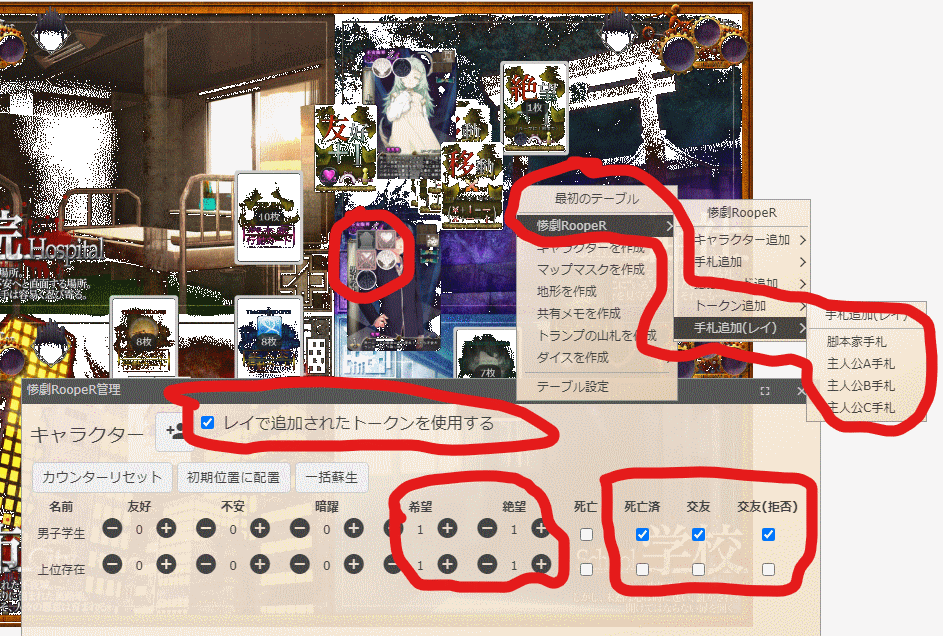 絶望
1枚
友好
移動
10枚
院
Hospital
場所。
最初のテーブル
惨劇RoopeR
キャラクターを作成
マップマスクを作成
地形を作成
共有メモを作成
トランプの山札を作成
ダイスを作成
テーブル設定
惨劇RoopeR
キャラクター追加
手札追加
トークン追加
手札追加(レイ)
手札追加(レイ)
脚本家手札
主人公A手札
主人公B手札
主人公C手札
8枚
8枚
7枚
惨劇RoopeR管理
キャラクター
レイで追加されたトークンを使用する
カウンターリセット
初期位置に配置
一括蘇生
名前 友好 不安 暗躍 希望 絶望 死亡 死亡済 交友 交友(拒否)
男子学生 0 0 0 1 1
上位存在 0 0 0 1 1
City
School 学校